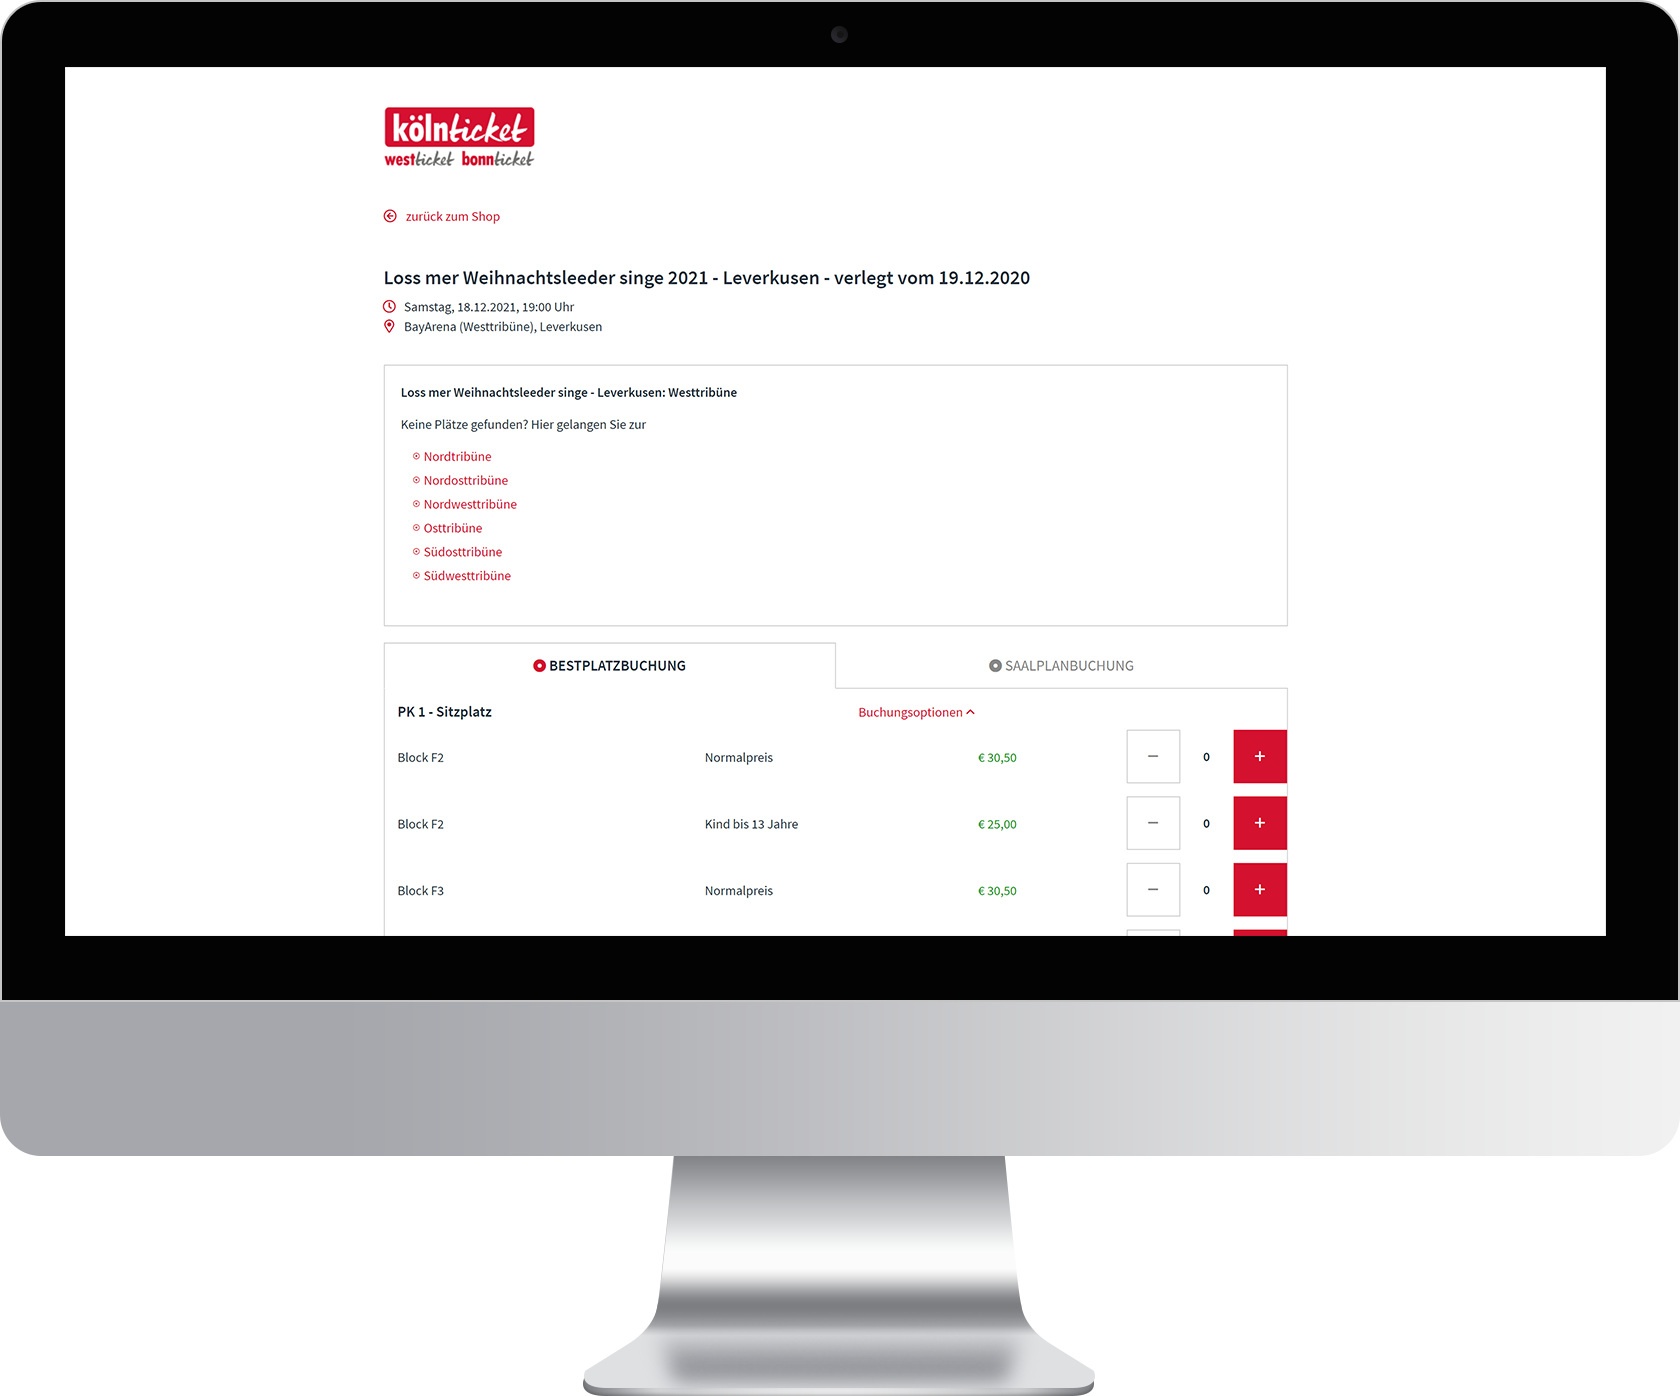 kölnticket
westticket bonnticket
zurück zum Shop
Loss mer Weihnachtsleeder singe 2021 - Leverkusen - verlegt vom 19.12.2020
Samstag, 18.12.2021, 19:00 Uhr
BayArena (Westtribüne), Leverkusen
Loss mer Weihnachtsleeder singe - Leverkusen: Westtribüne
Keine Plätze gefunden? Hier gelangen Sie zur
Nordtribüne
Nordosttribüne
Nordwesttribüne
Osttribüne
Südosttribüne
Südwesttribüne
BESTPLATZBUCHUNG SAALPLANBUCHUNG
PK 1 - Sitzplatz Buchungsoptionen
Block F2 Normalpreis € 30,50 − 0 +
Block F2 Kind bis 13 Jahre € 25,00 − 0 +
Block F3 Normalpreis € 30,50 − 0 +